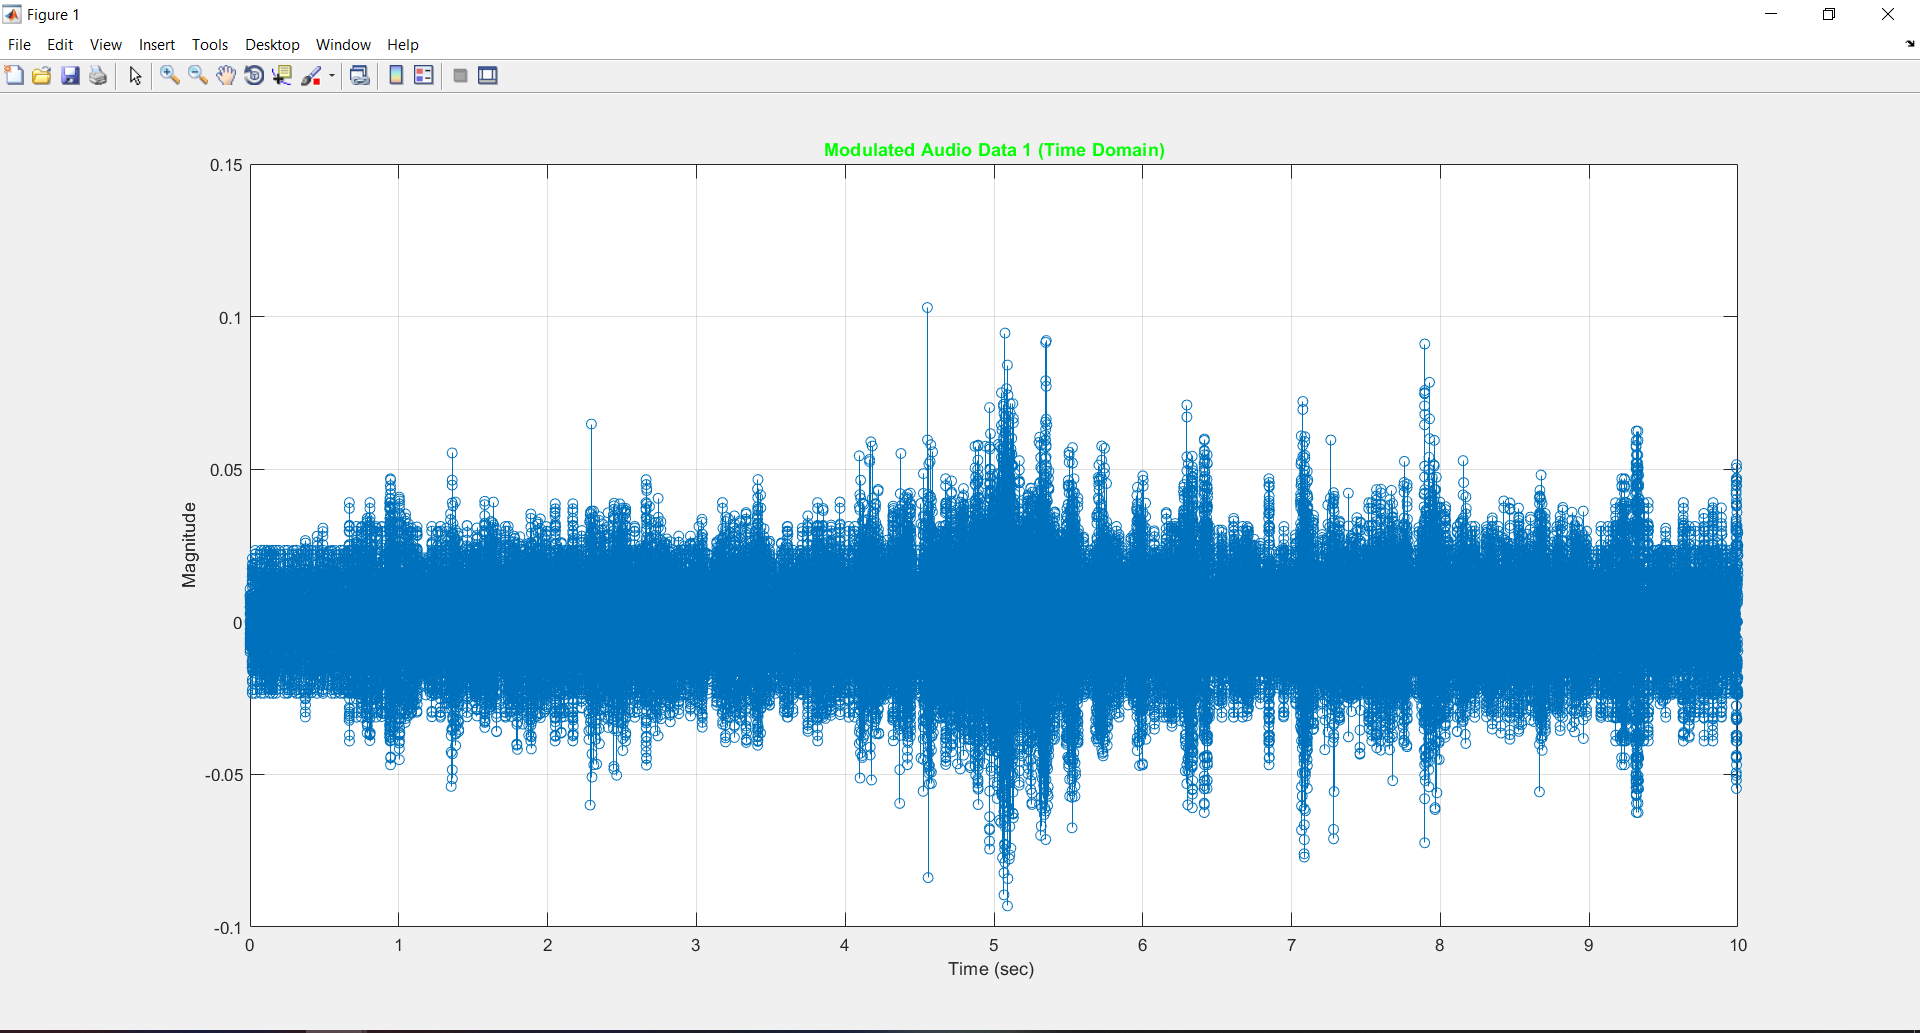 Figure 1
File Edit View Insert Tools Desktop Window Help
Modulated Audio Data 1 (Time Domain)
0.15
0.1
0.05
0
-0.05
-0.1
Magnitude
0 1 2 3 4 5 6 7 8 9 10
Time (sec)